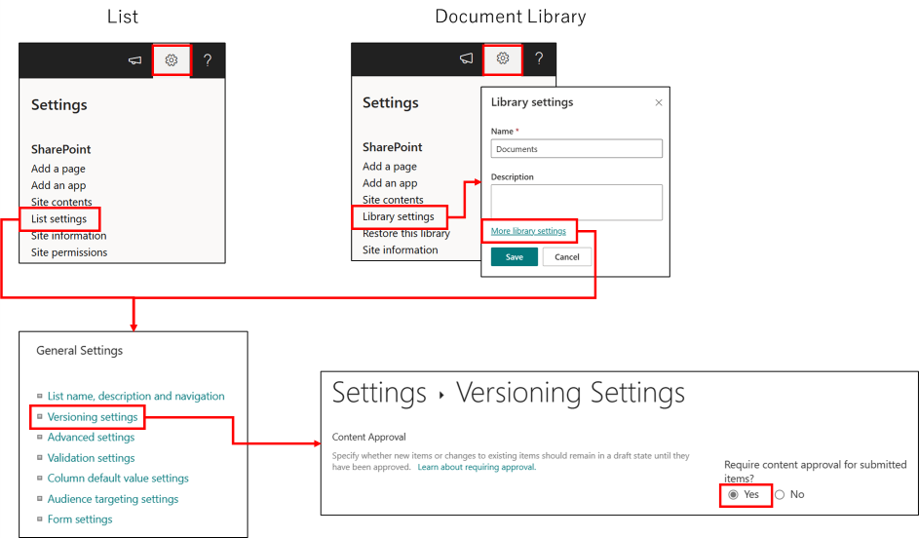 List
Document Library
?
Settings
SharePoint
Add a page
Add an app
Site contents
List settings
Site information
Site permissions
?
Settings
SharePoint
Add a page
Add an app
Site contents
Library settings
Restore this library
Site information
Library settings
Name *
Documents
Description
More library settings
Save
Cancel
General Settings
List name, description and navigation
Versioning settings
Advanced settings
Validation settings
Column default value settings
Audience targeting settings
Form settings
Settings ▸ Versioning Settings
Content Approval
Specify whether new items or changes to existing items should remain in a draft state until they
have been approved. Learn about requiring approval.
Require content approval for submitted
items?
Yes No